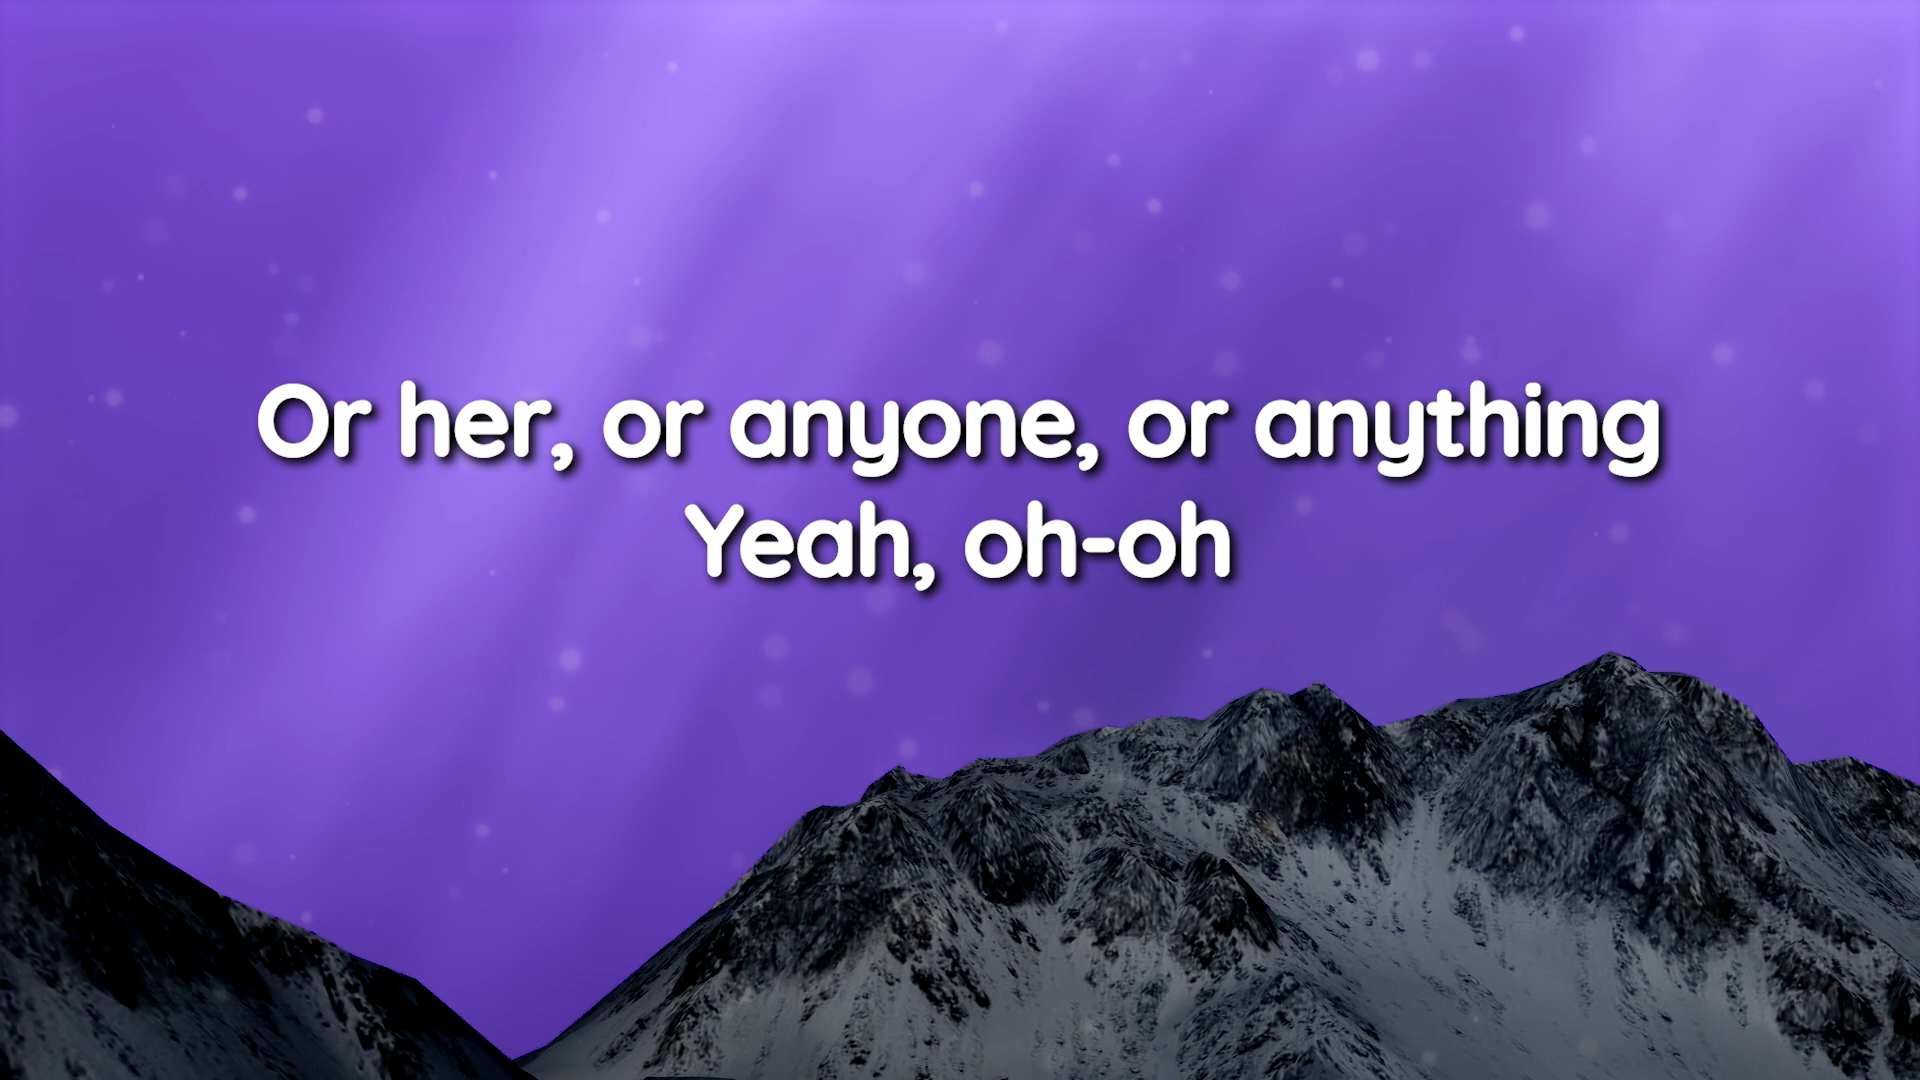 Or her, or anyone, or anything
Yeah, oh-oh